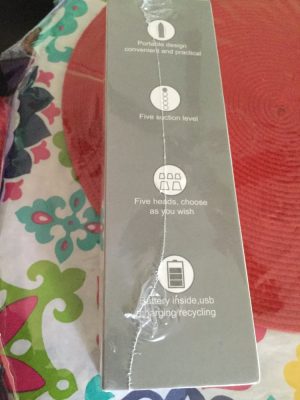 Portable design
convenient and practical
Five suction level
Five heads, choose
as you wish
Battery inside,usb
charging recycling